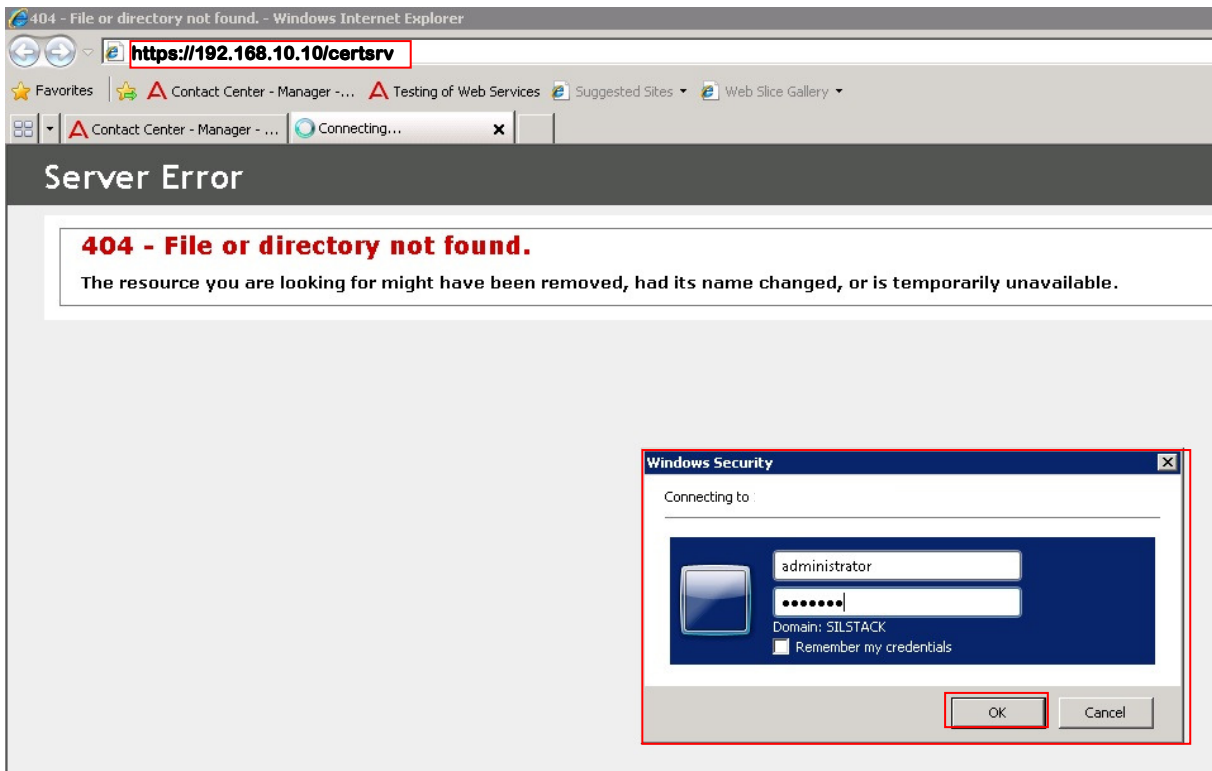 404 - File or directory not found. - Windows Internet Explorer
https://192.168.10.10/certsrv
Favorites Contact Center - Manager -... Testing of Web Services Suggested Sites Web Slice Gallery
Contact Center - Manager - ... Connecting...
Server Error
404 - File or directory not found.
The resource you are looking for might have been removed, had its name changed, or is temporarily unavailable.
Windows Security
Connecting to
administrator
•••••••
Domain: SILSTACK
Remember my credentials
OK Cancel